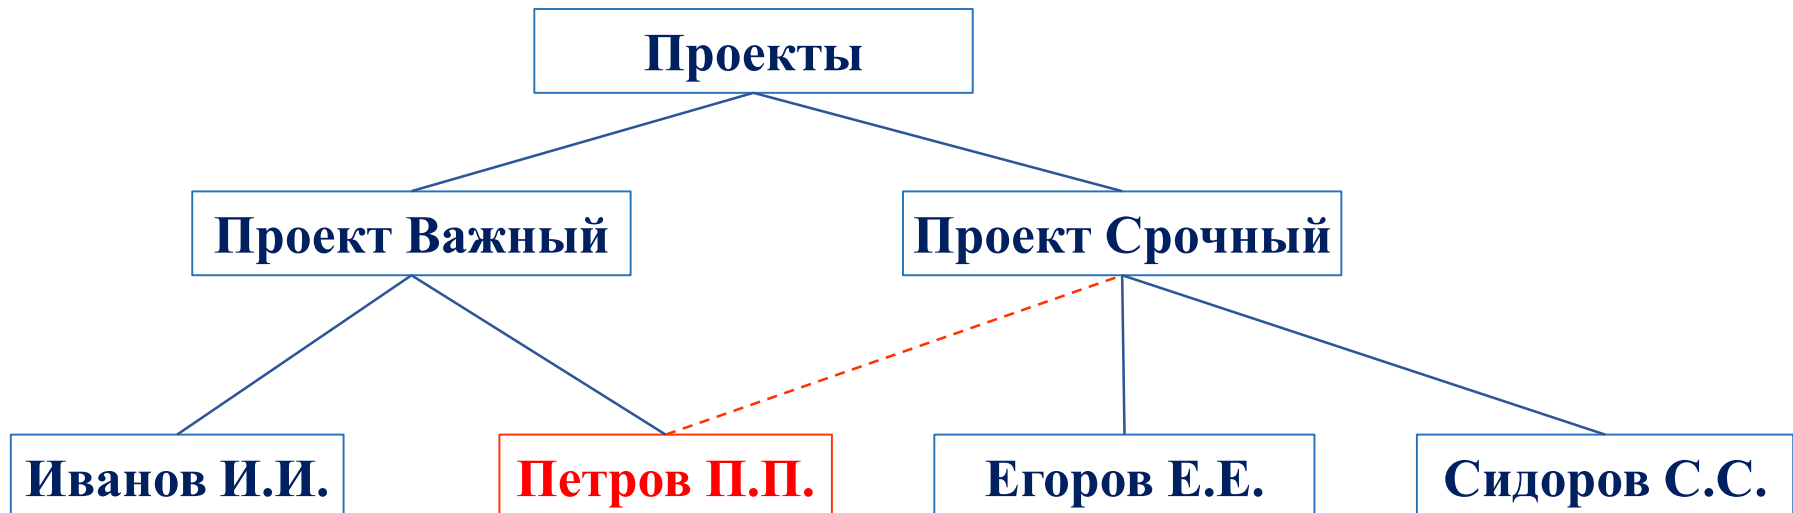 Проекты
Проект Важный
Проект Срочный
Иванов И.И.
Петров П.П.
Егоров Е.Е.
Сидоров С.С.